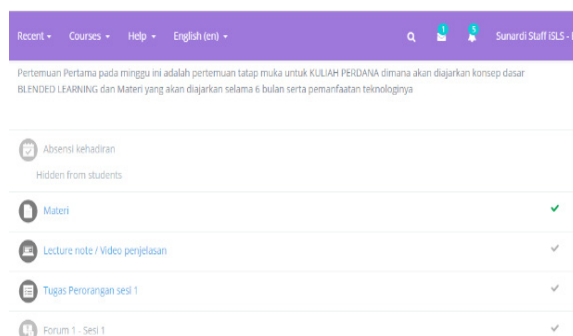 Recent Courses Help English (en) 1 5 Sunardi Staff iSLS -
Pertemuan Pertama pada minggu ini adalah pertemuan tatap muka untuk KULIAH PERDANA dimana akan diajarkan konsep dasar
BLENDED LEARNING dan Materi yang akan diajarkan selama 6 bulan serta pemanfaatan teknologinya
Absensi kehadiran
Hidden from students
Materi
Lecture note / Video penjelasan
Tugas Perorangan sesi 1
Forum 1 - Sesi 1